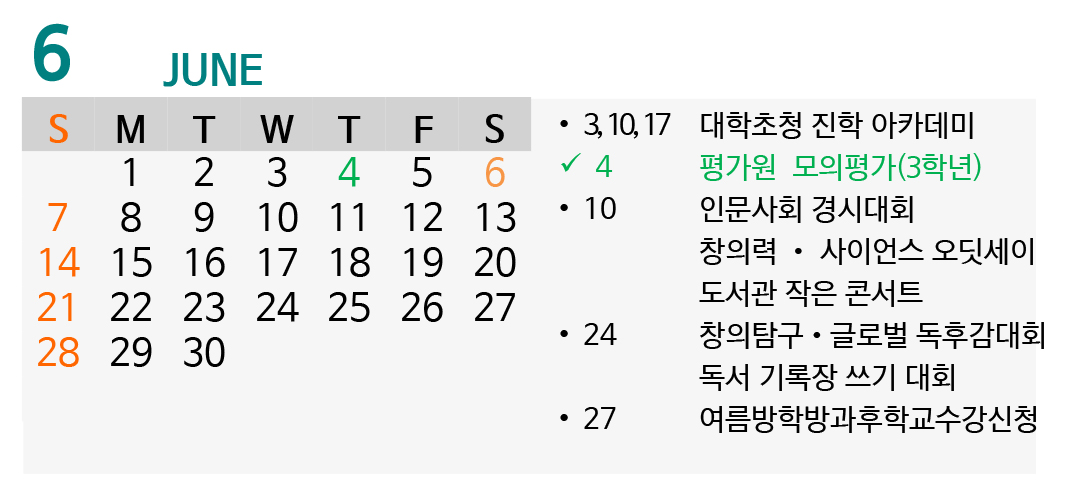 6 JUNE
S M T W T F S
1 2 3 4 5 6
7 8 9 10 11 12 13
14 15 16 17 18 19 20
21 22 23 24 25 26 27
28 29 30
• 3, 10, 17 대학초청 진학 아카데미
✓ 4 평가원 모의평가(3학년)
• 10 인문사회 경시대회
창의력 • 사이언스 오딧세이
도서관 작은 콘서트
• 24 창의탐구 • 글로벌 독후감대회
독서 기록장 쓰기 대회
• 27 여름방학방과후학교수강신청